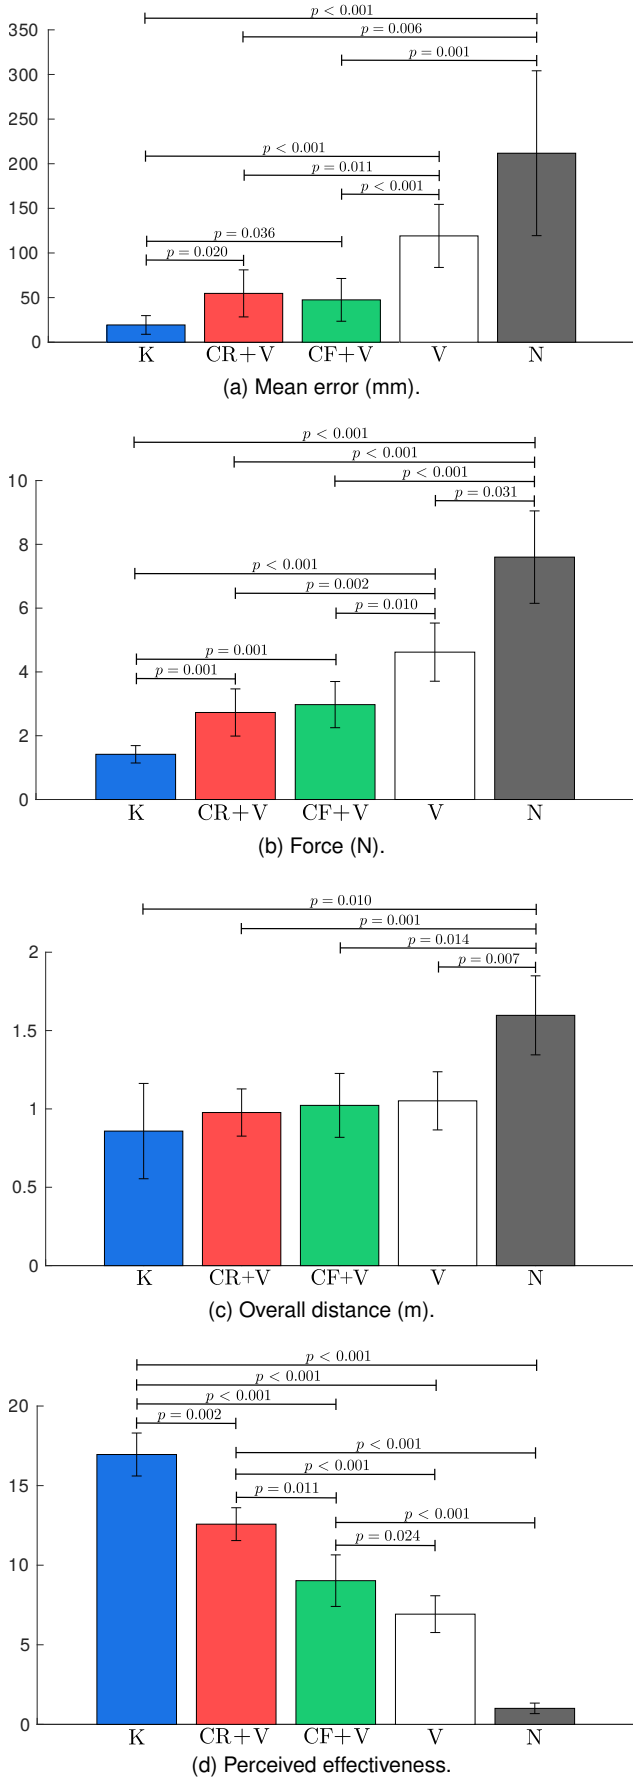 p < 0.001
p = 0.006
p = 0.001
350
300
250
200
150
100
50
0
p < 0.001
p = 0.011
p < 0.001
p = 0.036
p = 0.020
K CR+V CF+V V N
(a) Mean error (mm).
p < 0.001
p < 0.001
p < 0.001
p = 0.031
10
8
6
4
2
0
p < 0.001
p = 0.002
p = 0.010
p = 0.001
p = 0.001
K CR+V CF+V V N
(b) Force (N).
p = 0.010
p = 0.001
p = 0.014
p = 0.007
2
1.5
1
0.5
0
K CR+V CF+V V N
(c) Overall distance (m).
p < 0.001
p < 0.001
p < 0.001
p = 0.002
p < 0.001
p < 0.001
p = 0.011
p < 0.001
p = 0.024
20
15
10
5
0
K CR+V CF+V V N
(d) Perceived effectiveness.